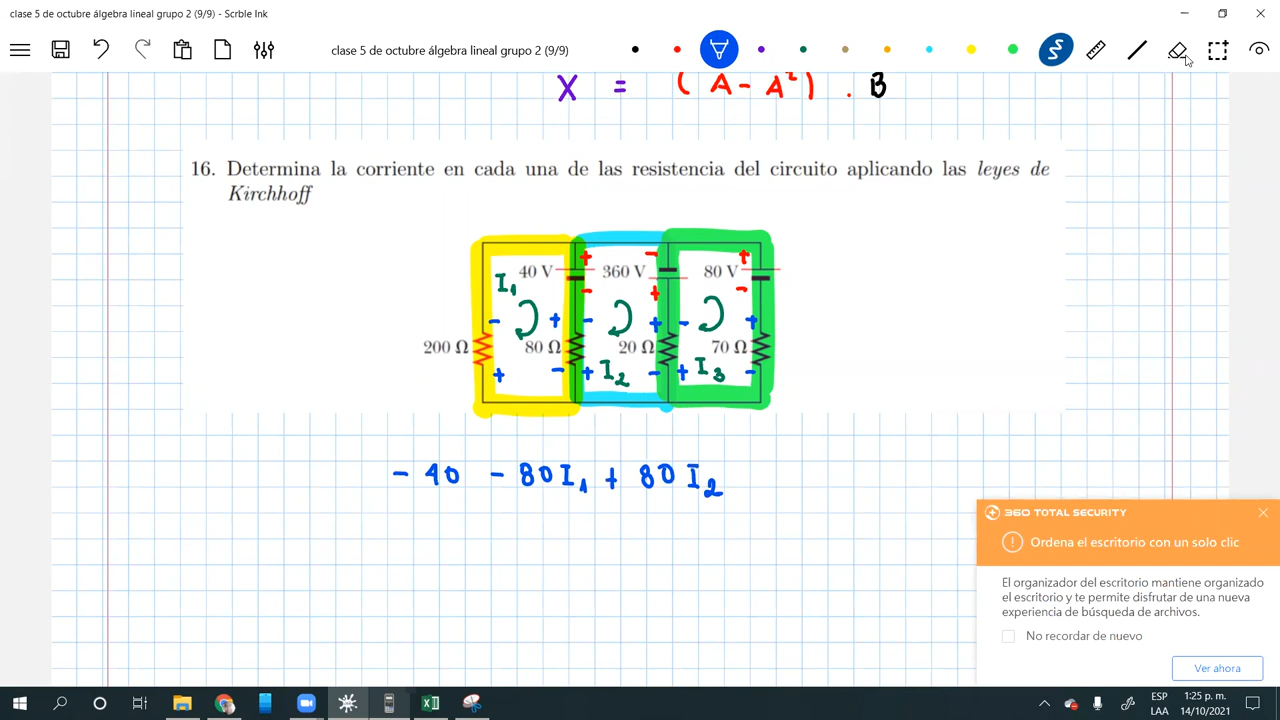 clase 5 de octubre álgebra lineal grupo 2 (9/9) - Scrble Ink
clase 5 de octubre álgebra lineal grupo 2 (9/9)
X = (A - A²) . B
16. Determina la corriente en cada una de las resistencia del circuito aplicando las leyes de
Kirchhoff
40 V 360 V 80 V
I₁
200 Ω 80 Ω 20 Ω 70 Ω
I₂ I₃
- 40 - 80 I₁ + 80 I₂
360 TOTAL SECURITY
Ordena el escritorio con un solo clic
El organizador del escritorio mantiene organizado
el escritorio y te permite disfrutar de una nueva
experiencia de búsqueda de archivos.
No recordar de nuevo
Ver ahora
ESP 1:25 p. m.
LAA 14/10/2021